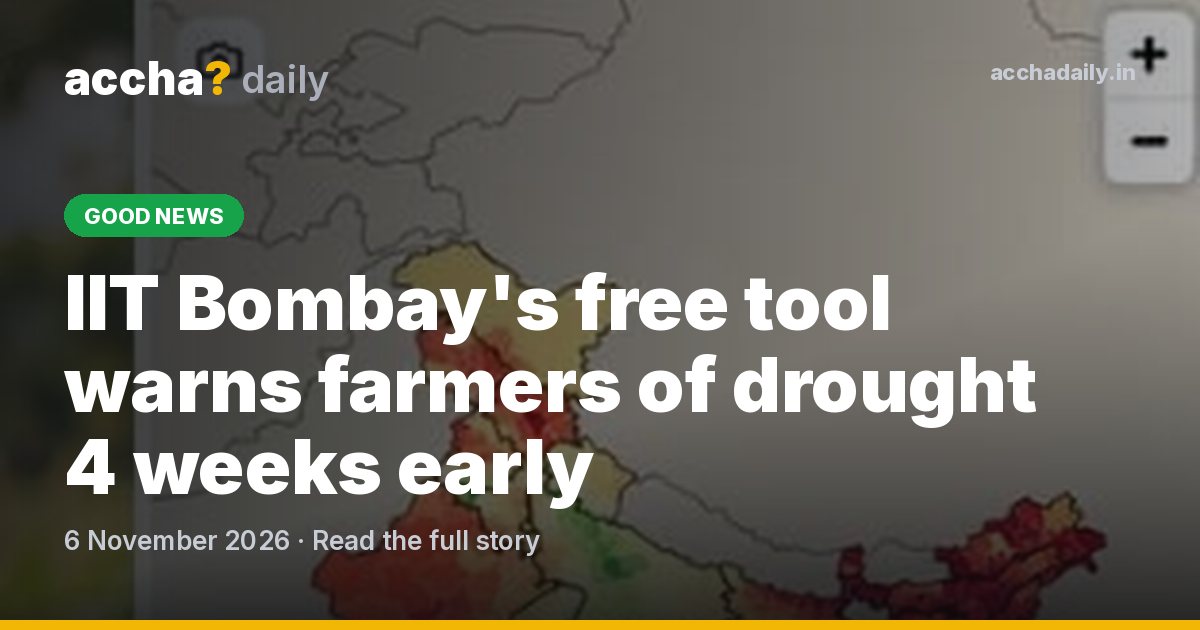 accha? daily
acchadaily.in
GOOD NEWS
IIT Bombay's free tool
warns farmers of drought
4 weeks early
6 November 2026 · Read the full story